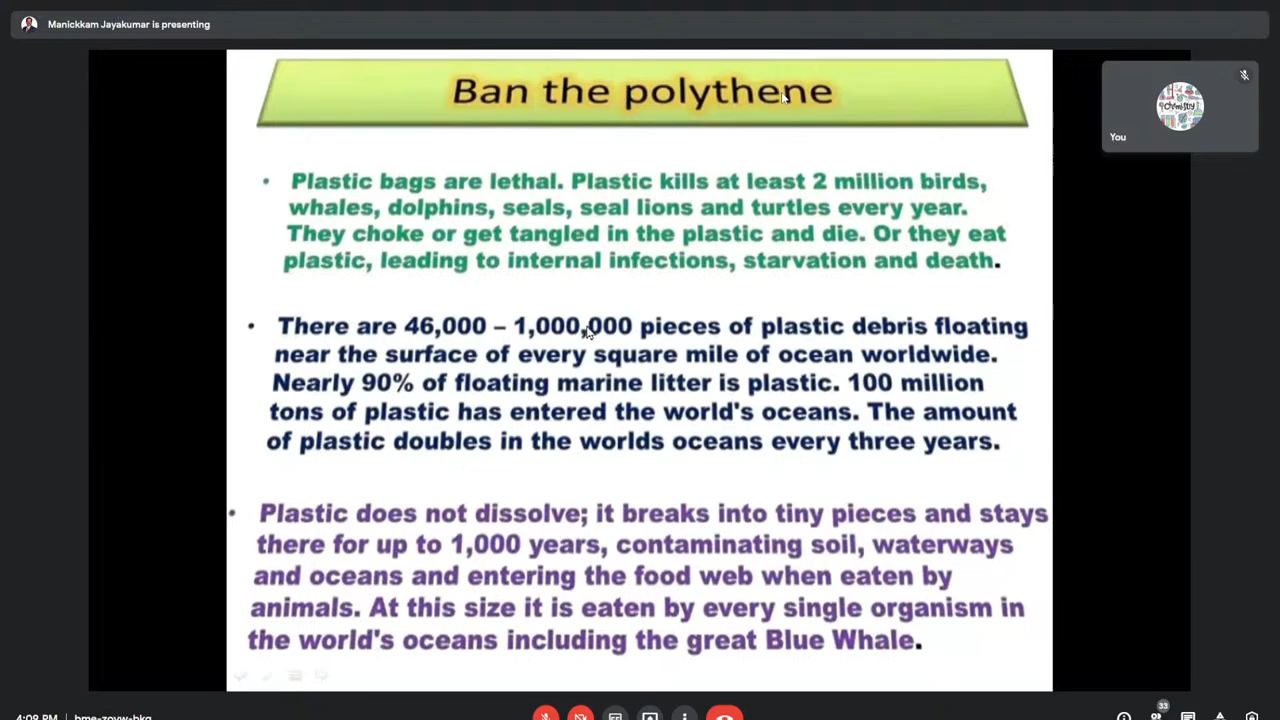 Manickkam Jayakumar is presenting
Ban the polythene
You
Chemistry
• Plastic bags are lethal. Plastic kills at least 2 million birds,
whales, dolphins, seals, seal lions and turtles every year.
They choke or get tangled in the plastic and die. Or they eat
plastic, leading to internal infections, starvation and death.
• There are 46,000 – 1,000,000 pieces of plastic debris floating
near the surface of every square mile of ocean worldwide.
Nearly 90% of floating marine litter is plastic. 100 million
tons of plastic has entered the world's oceans. The amount
of plastic doubles in the worlds oceans every three years.
• Plastic does not dissolve; it breaks into tiny pieces and stays
there for up to 1,000 years, contaminating soil, waterways
and oceans and entering the food web when eaten by
animals. At this size it is eaten by every single organism in
the world's oceans including the great Blue Whale.
33
4:09 PM